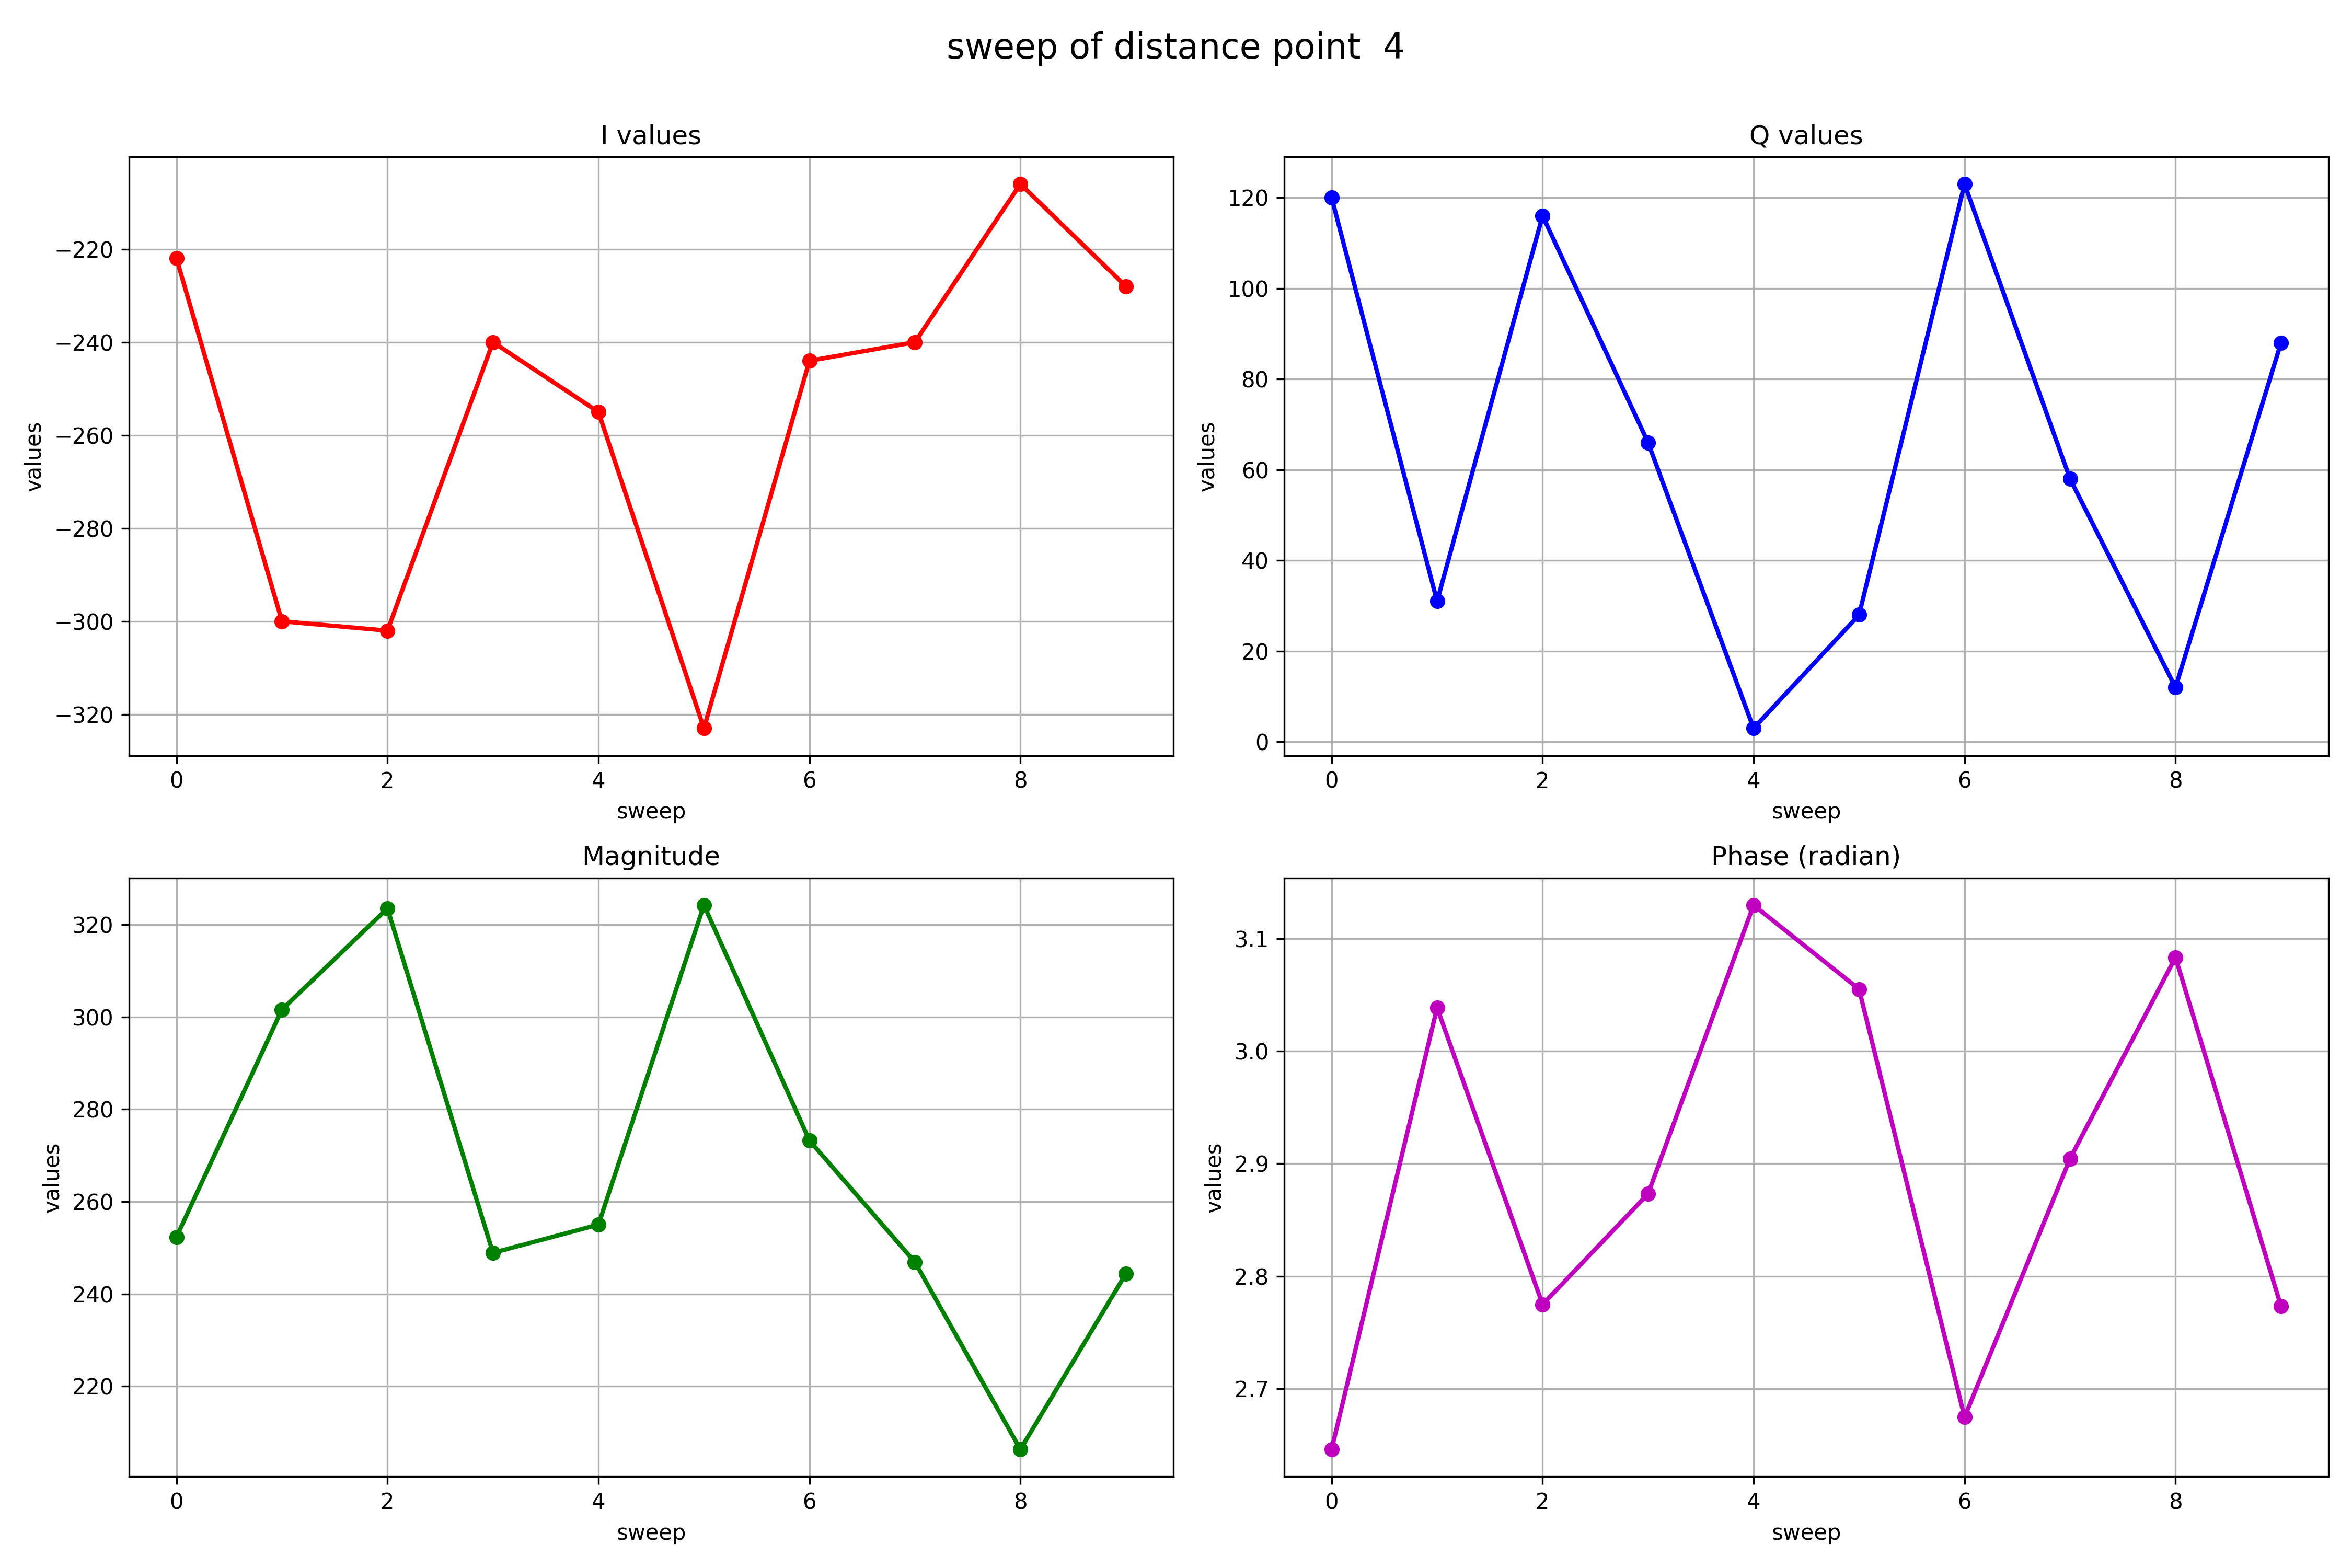 sweep of distance point  4
I values
values
−220
−240
−260
−280
−300
−320
0 2 4 6 8
sweep
Q values
values
120
100
80
60
40
20
0
0 2 4 6 8
sweep
Magnitude
values
320
300
280
260
240
220
0 2 4 6 8
sweep
Phase (radian)
values
3.1
3.0
2.9
2.8
2.7
0 2 4 6 8
sweep